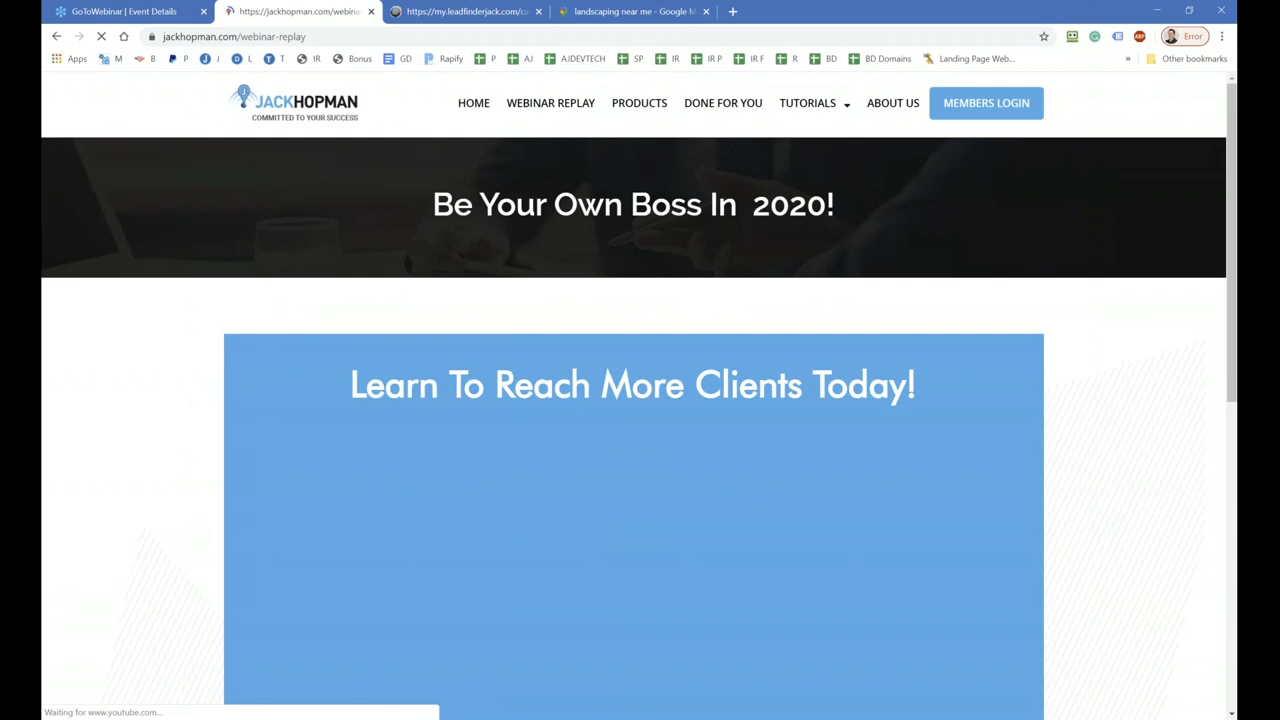 GoToWebinar | Event Details
https://jackhopman.com/webina
https://my.leadfinderjack.com/c
landscaping near me - Google M
jackhopman.com/webinar-replay
Error
Apps M B P J L T IR Bonus GD Rapify P AJ AJDEVTECH SP IR IR P IR F R BD BD Domains Landing Page Web... » Other bookmarks
JACKHOPMAN
COMMITTED TO YOUR SUCCESS
HOME WEBINAR REPLAY PRODUCTS DONE FOR YOU TUTORIALS ABOUT US MEMBERS LOGIN
Be Your Own Boss In 2020!
Learn To Reach More Clients Today!
Waiting for www.youtube.com...